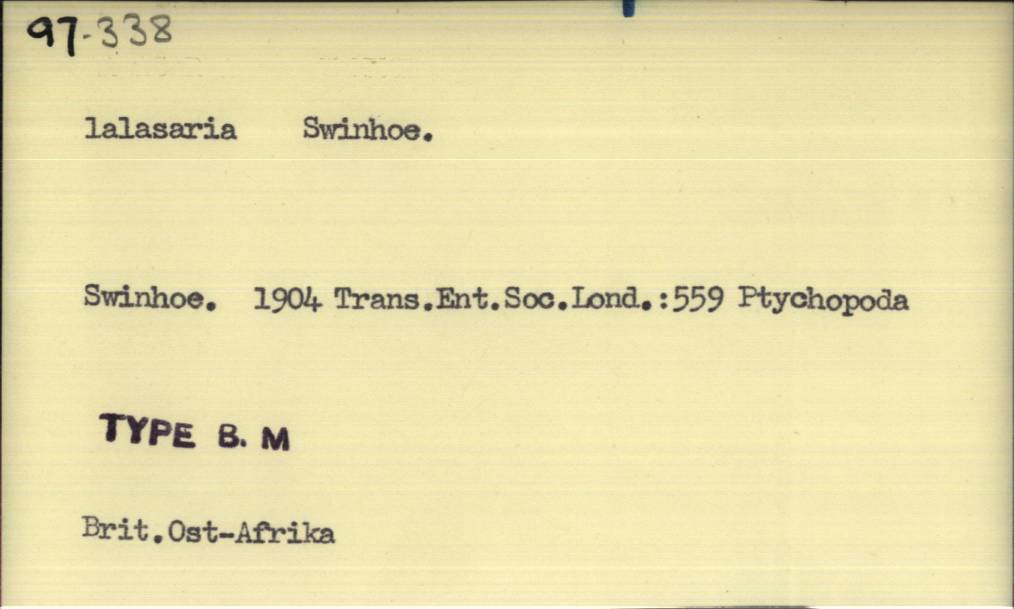 97-338
lalasaria Swinhoe.
Swinhoe. 1904 Trans.Ent.Soc.Lond.:559 Ptychopoda
TYPE B. M
Brit.Ost-Afrika